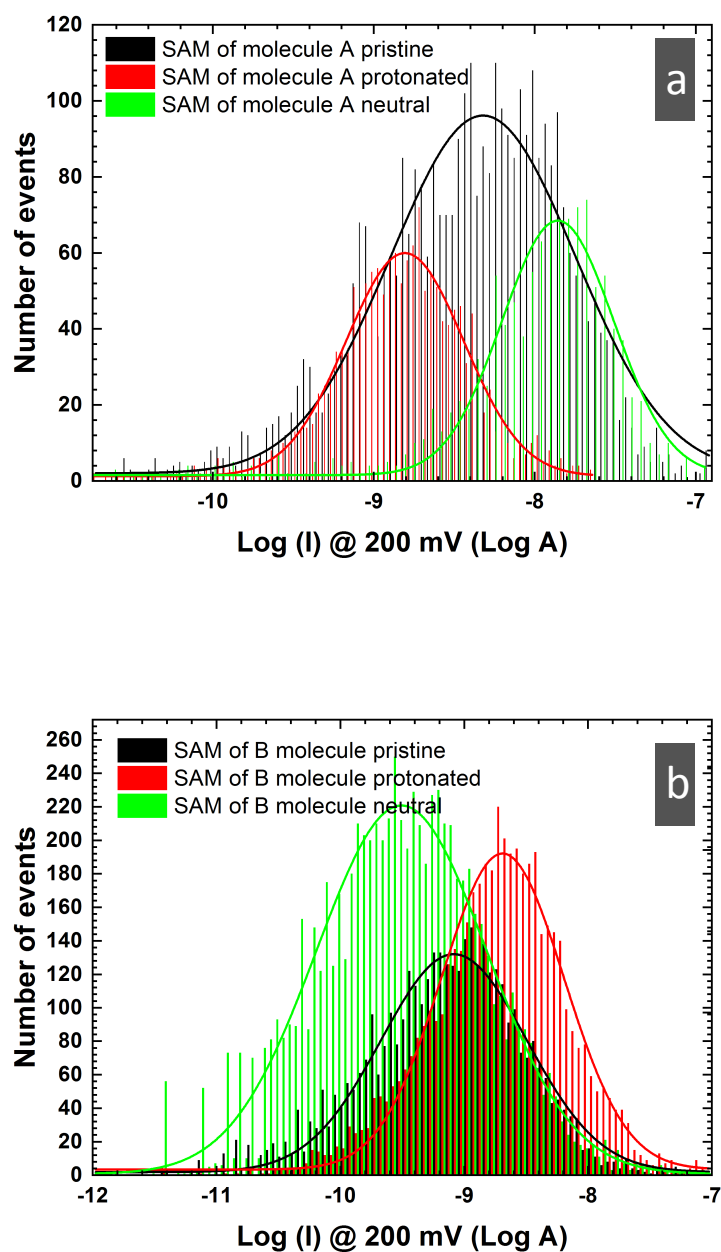 120
SAM of molecule A pristine
SAM of molecule A protonated
SAM of molecule A neutral
a
100
80
60
40
20
0
Number of events
-10
-9
-8
-7
Log (I) @ 200 mV (Log A)
260
SAM of B molecule pristine
SAM of B molecule protonated
SAM of B molecule neutral
b
240
220
200
180
160
140
120
100
80
60
40
20
0
Number of events
-12
-11
-10
-9
-8
-7
Log (I) @ 200 mV (Log A)